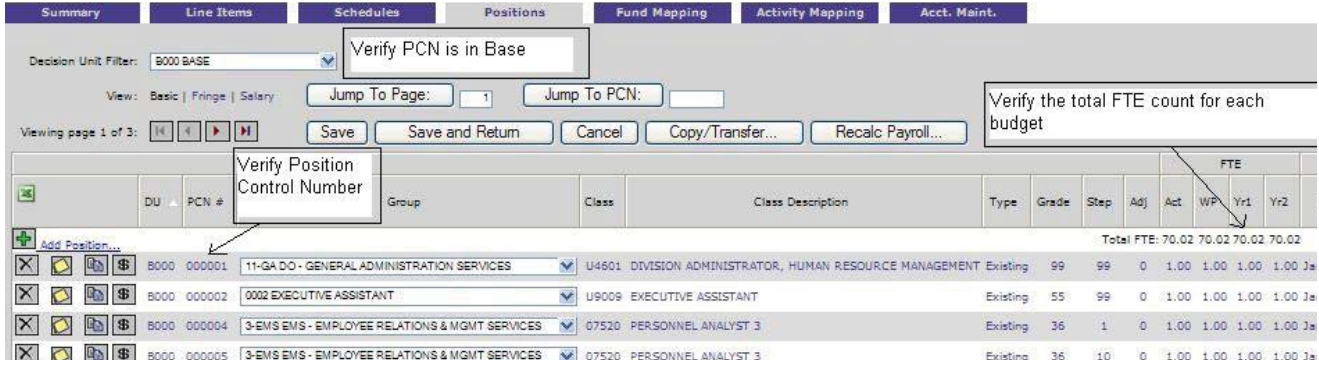 Summary Line Items Schedules Positions Fund Mapping Activity Mapping Acct. Maint.
Decision Unit Filter: B000 BASE
Verify PCN is in Base
View: Basic | Fringe | Salary Jump To Page: 1 Jump To PCN:
Verify the total FTE count for each
budget
Viewing page 1 of 3: Save Save and Return Cancel Copy/Transfer... Recalc Payroll...
Verify Position
Control Number
FTE
DU PCN # Group Class Class Description Type Grade Step Adj Act WP Yr1 Yr2
Add Position... Total FTE: 70.02 70.02 70.02 70.02
B000 000001 11-GA DO - GENERAL ADMINISTRATION SERVICES U4601 DIVISION ADMINISTRATOR, HUMAN RESOURCE MANAGEMENT Existing 99 99 0 1.00 1.00 1.00 1.00 Ja
B000 000002 0002 EXECUTIVE ASSISTANT U9009 EXECUTIVE ASSISTANT Existing 55 99 0 1.00 1.00 1.00 1.00 Ja
B000 000004 3-EMS EMS - EMPLOYEE RELATIONS & MGMT SERVICES 07520 PERSONNEL ANALYST 3 Existing 36 1 0 1.00 1.00 1.00 1.00 Ja
B000 000005 3-EMS EMS - EMPLOYEE RELATIONS & MGMT SERVICES 07520 PERSONNEL ANALYST 3 Existing 36 10 0 1.00 1.00 1.00 1.00 Ja